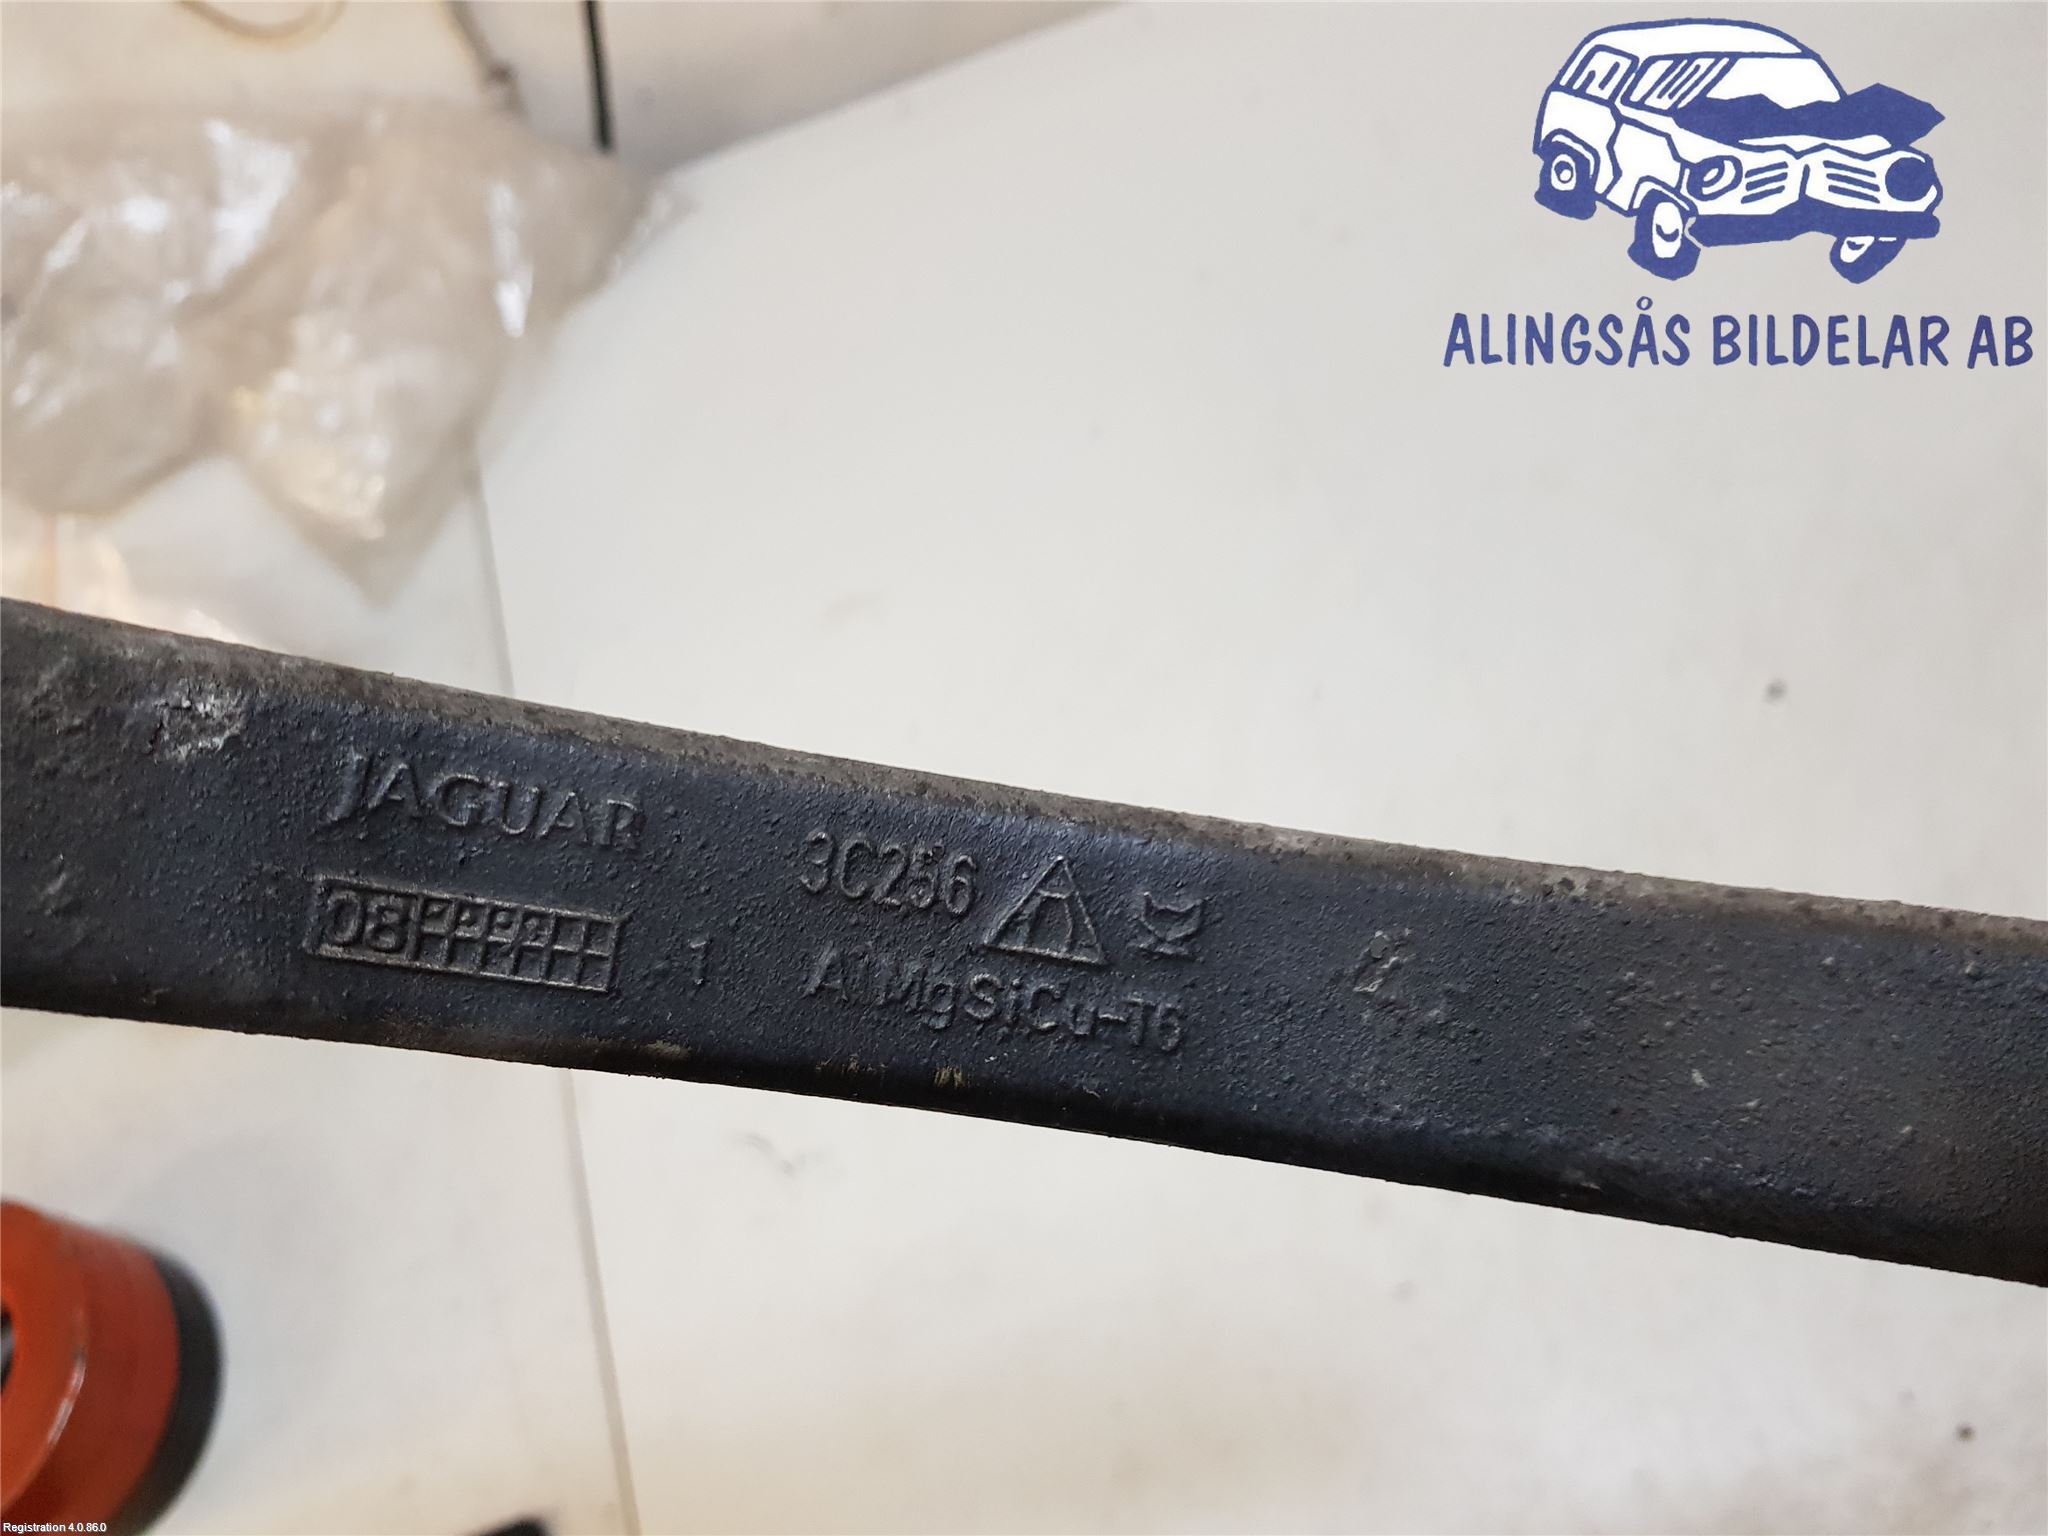 ALINGSÅS BILDELAR AB
JAGUAR 3C256
08 1 AlMgSiCu-T6
Registration 4.0.86.0